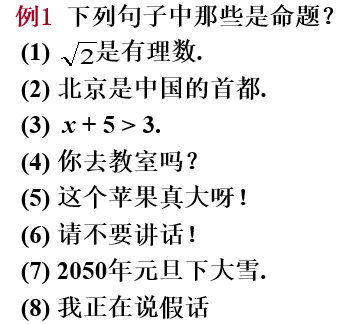 例1 下列句子中那些是命题？
(1) √2是有理数.
(2) 北京是中国的首都.
(3) x + 5 > 3.
(4) 你去教室吗？
(5) 这个苹果真大呀！
(6) 请不要讲话！
(7) 2050年元旦下大雪.
(8) 我正在说假话